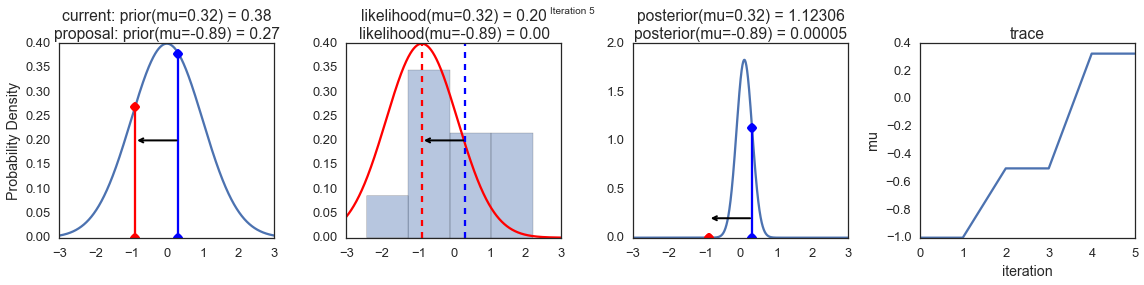 current: prior(mu=0.32) = 0.38
proposal: prior(mu=-0.89) = 0.27
likelihood(mu=0.32) = 0.20
likelihood(mu=-0.89) = 0.00
Iteration 5
posterior(mu=0.32) = 1.12306
posterior(mu=-0.89) = 0.00005
trace
Probability Density
0.40
0.35
0.30
0.25
0.20
0.15
0.10
0.05
0.00
−3 −2 −1 0 1 2 3
0.40
0.35
0.30
0.25
0.20
0.15
0.10
0.05
0.00
−3 −2 −1 0 1 2 3
2.0
1.5
1.0
0.5
0.0
−3 −2 −1 0 1 2 3
mu
0.4
0.2
0.0
−0.2
−0.4
−0.6
−0.8
−1.0
0 1 2 3 4 5
iteration